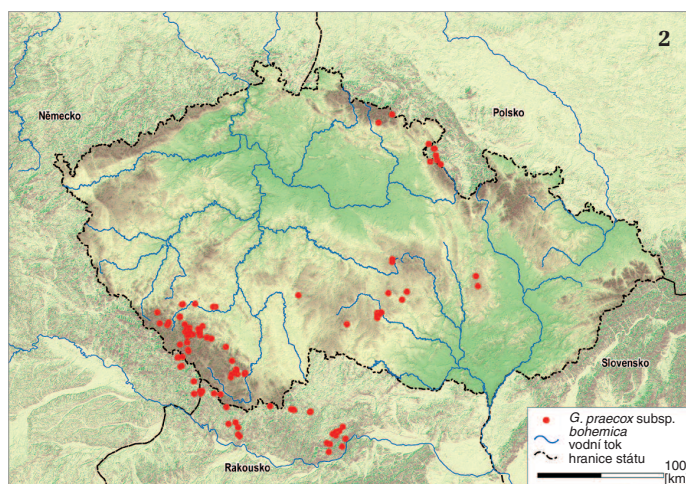 2
Německo
Polsko
Slovensko
Rakousko
G. praecox subsp.
bohemica
vodní tok
hranice státu
100
[km